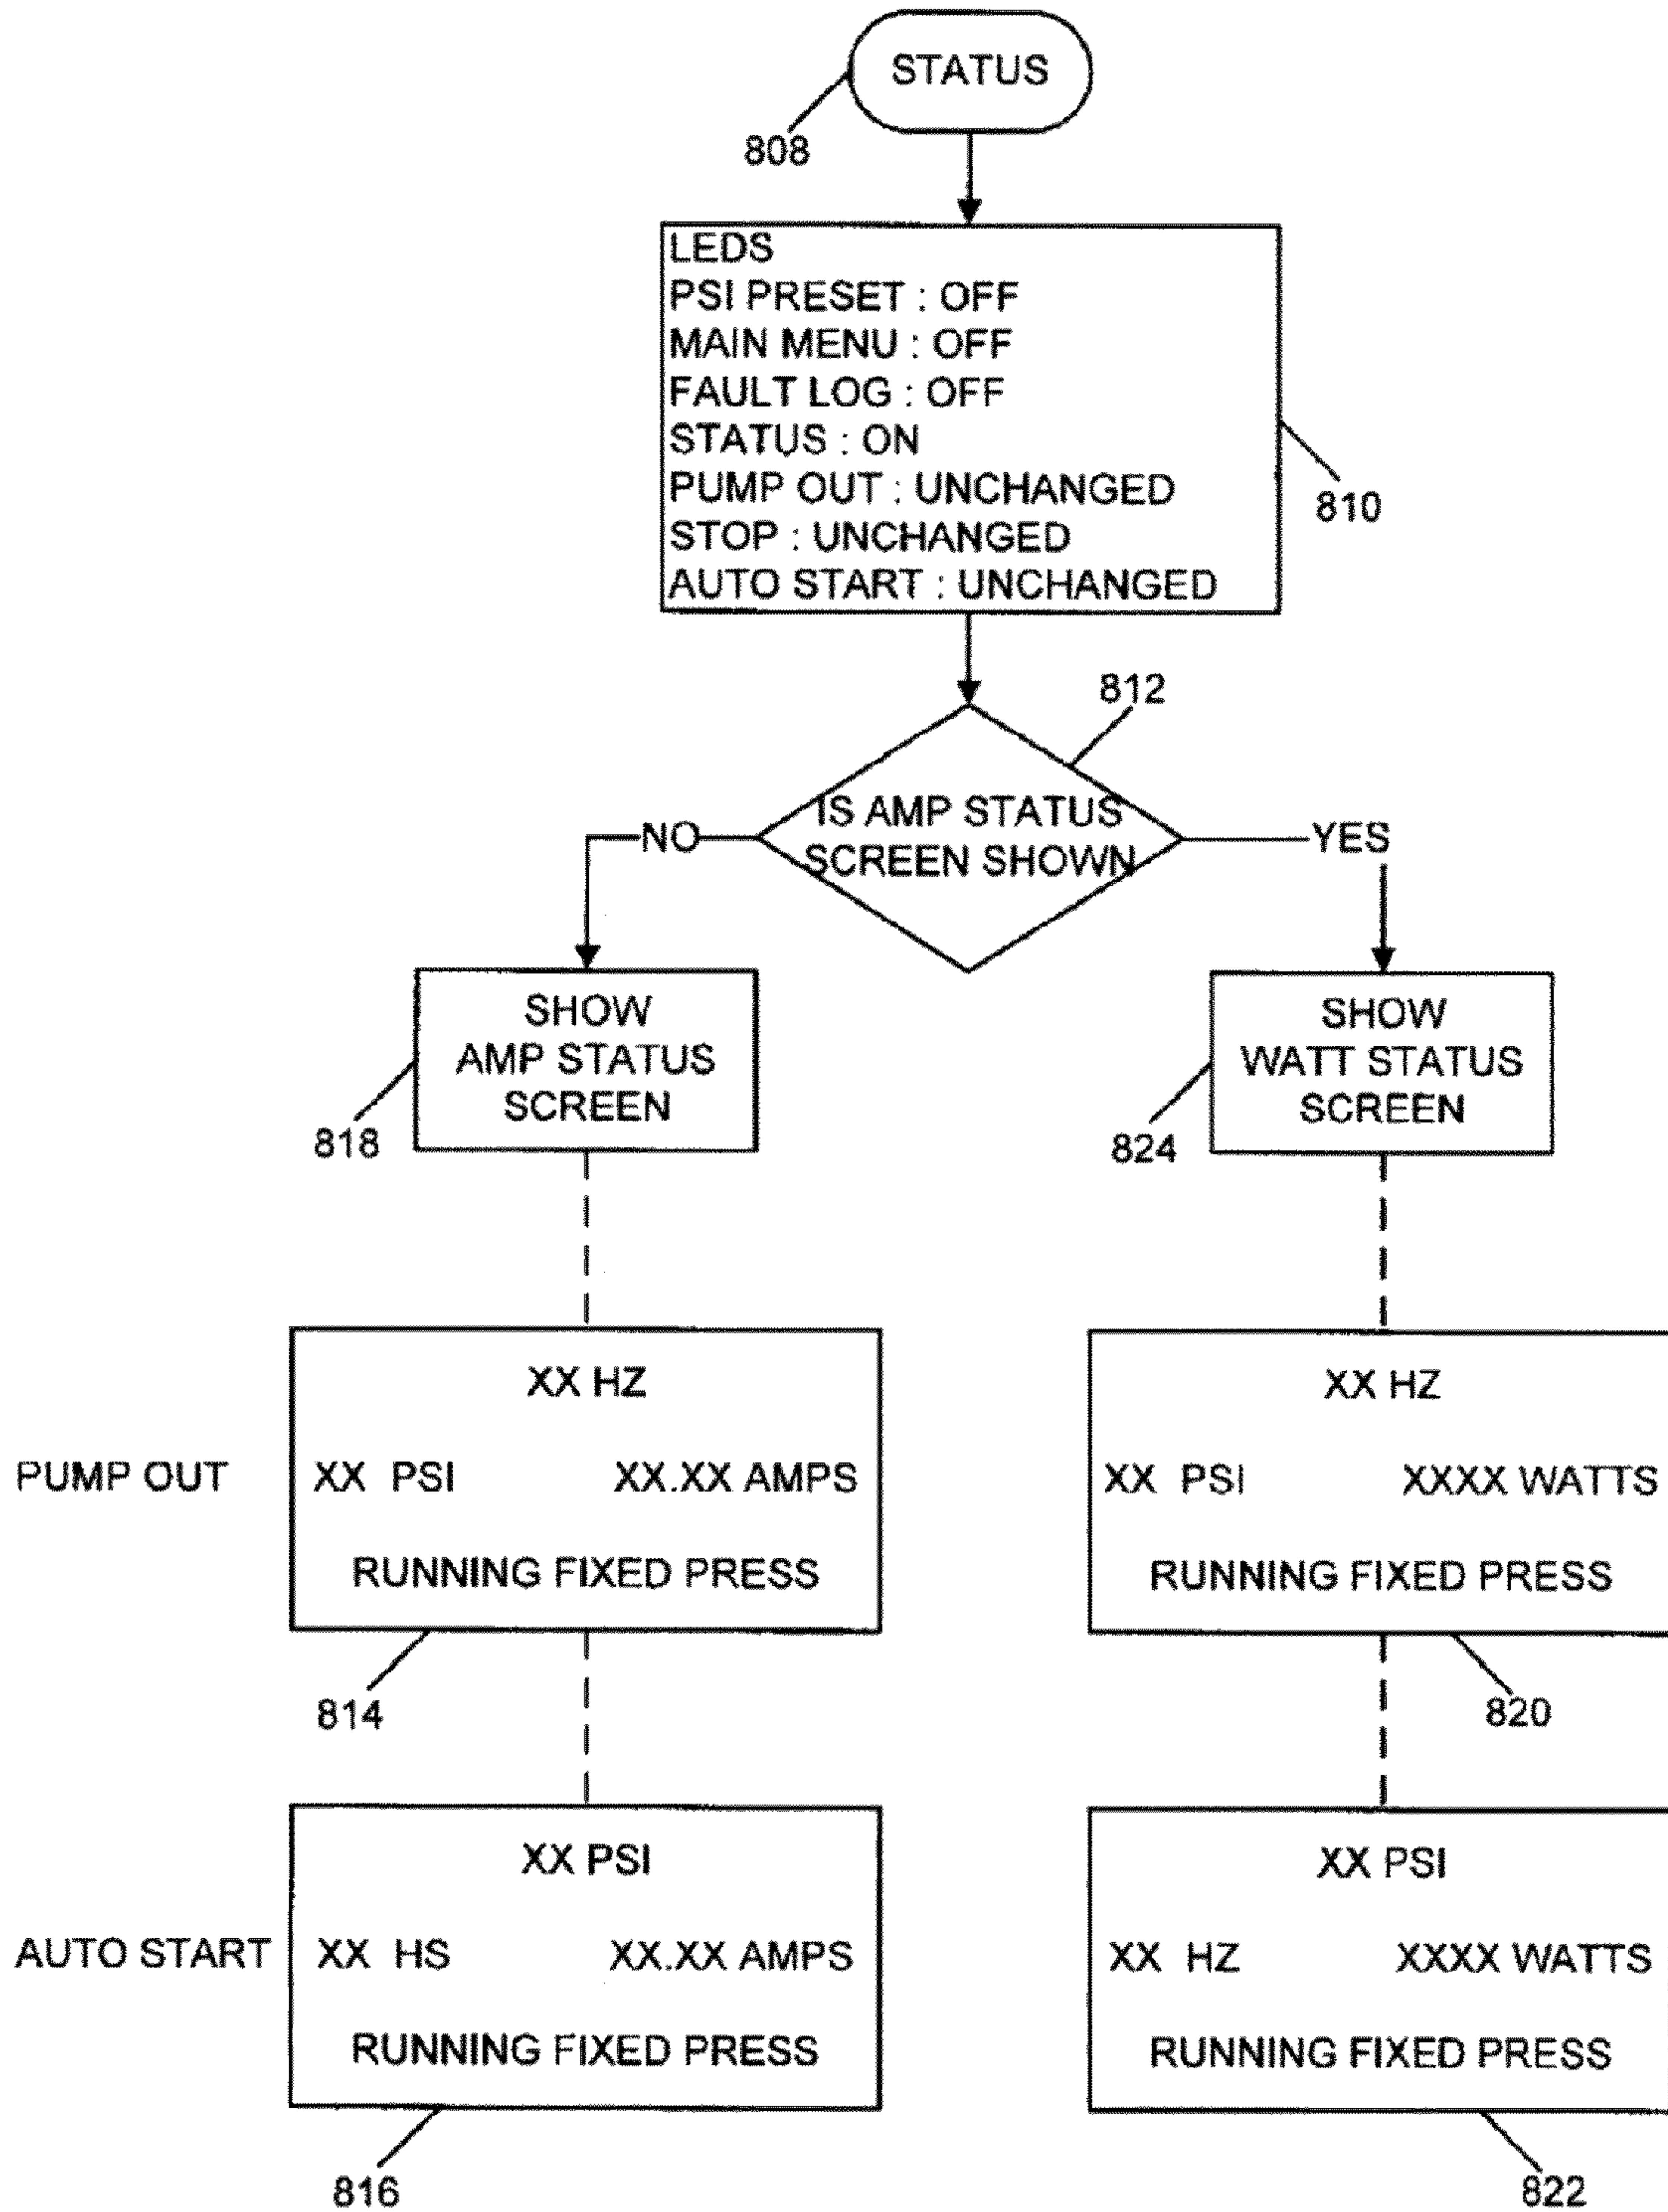 STATUS
808
LEDS
PSI PRESET : OFF
MAIN MENU : OFF
FAULT LOG : OFF
STATUS : ON
PUMP OUT : UNCHANGED
STOP : UNCHANGED
AUTO START : UNCHANGED
810
812
IS AMP STATUS
SCREEN SHOWN
NO
YES
SHOW
AMP STATUS
SCREEN
818
SHOW
WATT STATUS
SCREEN
824
PUMP OUT
XX HZ
XX PSI XX.XX AMPS
RUNNING FIXED PRESS
814
XX HZ
XX PSI XXXX WATTS
RUNNING FIXED PRESS
820
AUTO START
XX PSI
XX HS XX.XX AMPS
RUNNING FIXED PRESS
816
XX PSI
XX HZ XXXX WATTS
RUNNING FIXED PRESS
822